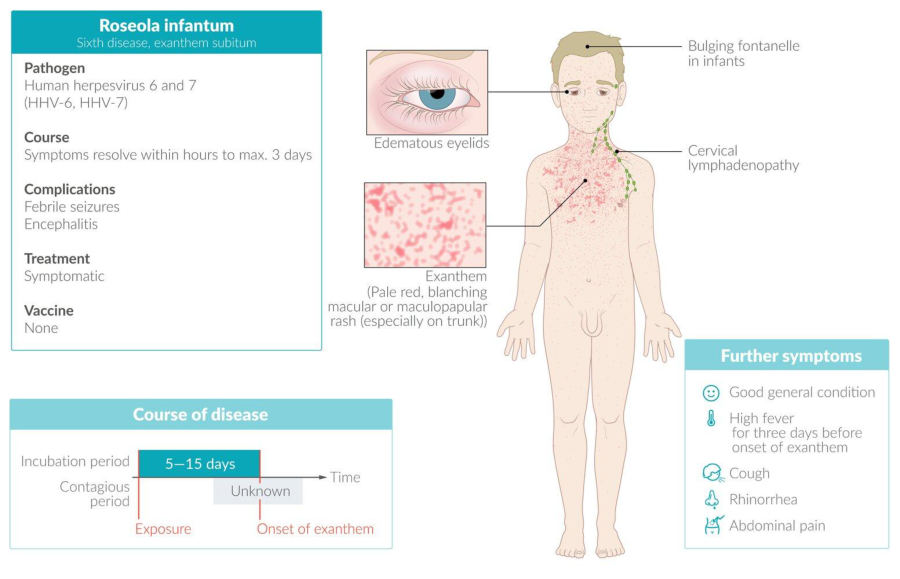 Roseola infantum
Sixth disease, exanthem subitum
Pathogen
Human herpesvirus 6 and 7
(HHV-6, HHV-7)
Course
Symptoms resolve within hours to max. 3 days
Complications
Febrile seizures
Encephalitis
Treatment
Symptomatic
Vaccine
None
Edematous eyelids
Exanthem
(Pale red, blanching
macular or maculopapular
rash (especially on trunk))
Bulging fontanelle
in infants
Cervical
lymphadenopathy
Course of disease
Incubation period
5–15 days
Time
Contagious
period
Unknown
Exposure
Onset of exanthem
Further symptoms
Good general condition
High fever
for three days before
onset of exanthem
Cough
Rhinorrhea
Abdominal pain